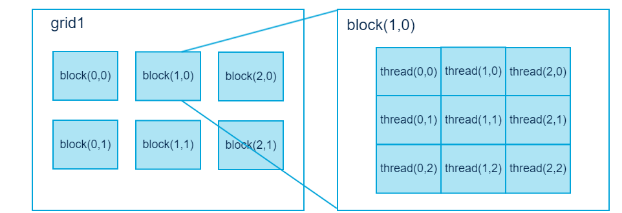 grid1
block(0,0) block(1,0) block(2,0)
block(0,1) block(1,1) block(2,1)
block(1,0)
thread(0,0) thread(1,0) thread(2,0)
thread(0,1) thread(1,1) thread(2,1)
thread(0,2) thread(1,2) thread(2,2)